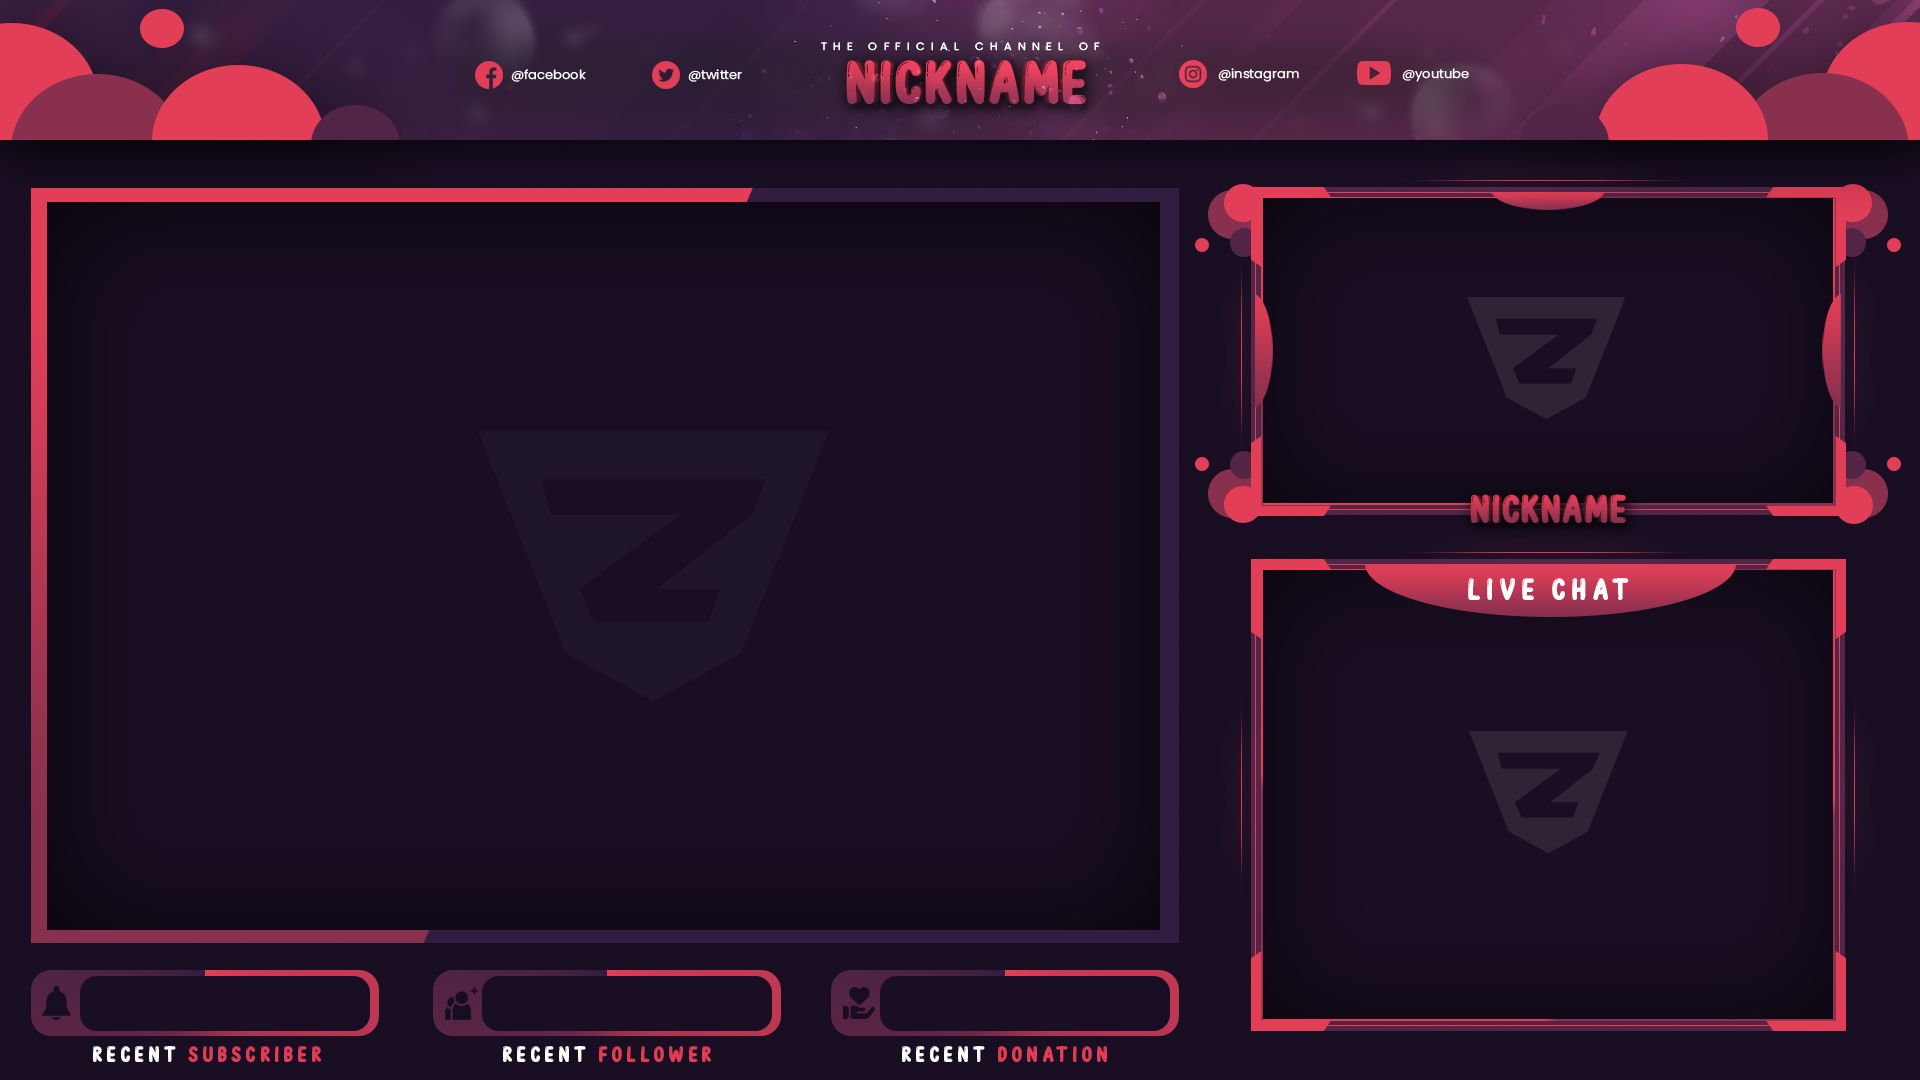 THE OFFICIAL CHANNEL OF
NICKNAME
@facebook
@twitter
@instagram
@youtube
NICKNAME
LIVE CHAT
RECENT SUBSCRIBER
RECENT FOLLOWER
RECENT DONATION